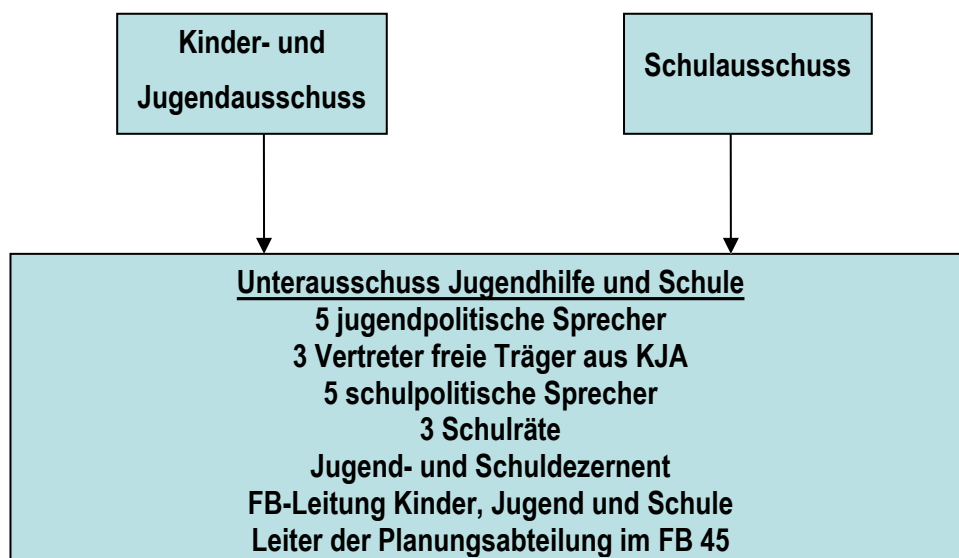 Kinder- und
Jugendausschuss
Schulausschuss
Unterausschuss Jugendhilfe und Schule
5 jugendpolitische Sprecher
3 Vertreter freie Träger aus KJA
5 schulpolitische Sprecher
3 Schulräte
Jugend- und Schuldezernent
FB-Leitung Kinder, Jugend und Schule
Leiter der Planungsabteilung im FB 45